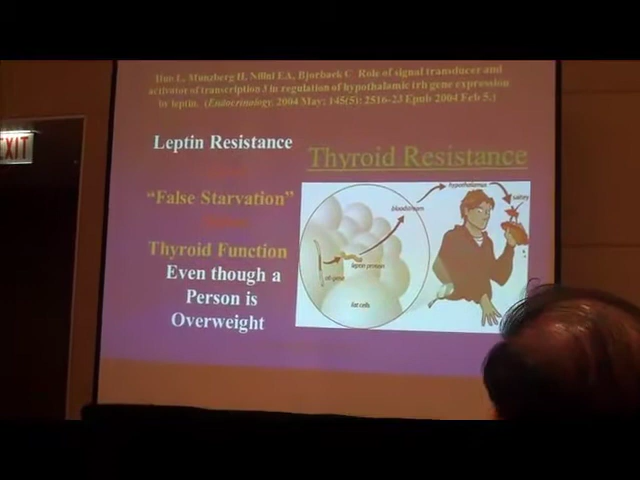 Huo L, Munzberg H, Nillni EA, Bjorbaek C Role of signal transducer and
activator of transcription 3 in regulation of hypothalamic trh gene expression
by leptin. (Endocrinology, 2004 May; 145(5): 2516-23 Epub 2004 Feb 5.)
EXIT
Leptin Resistance
Thyroid Resistance
"False Starvation"
Thyroid Function
Even though a
Person is
Overweight
hypothalamus
satiety
bloodstream
leptin protein
ob gene
fat cells